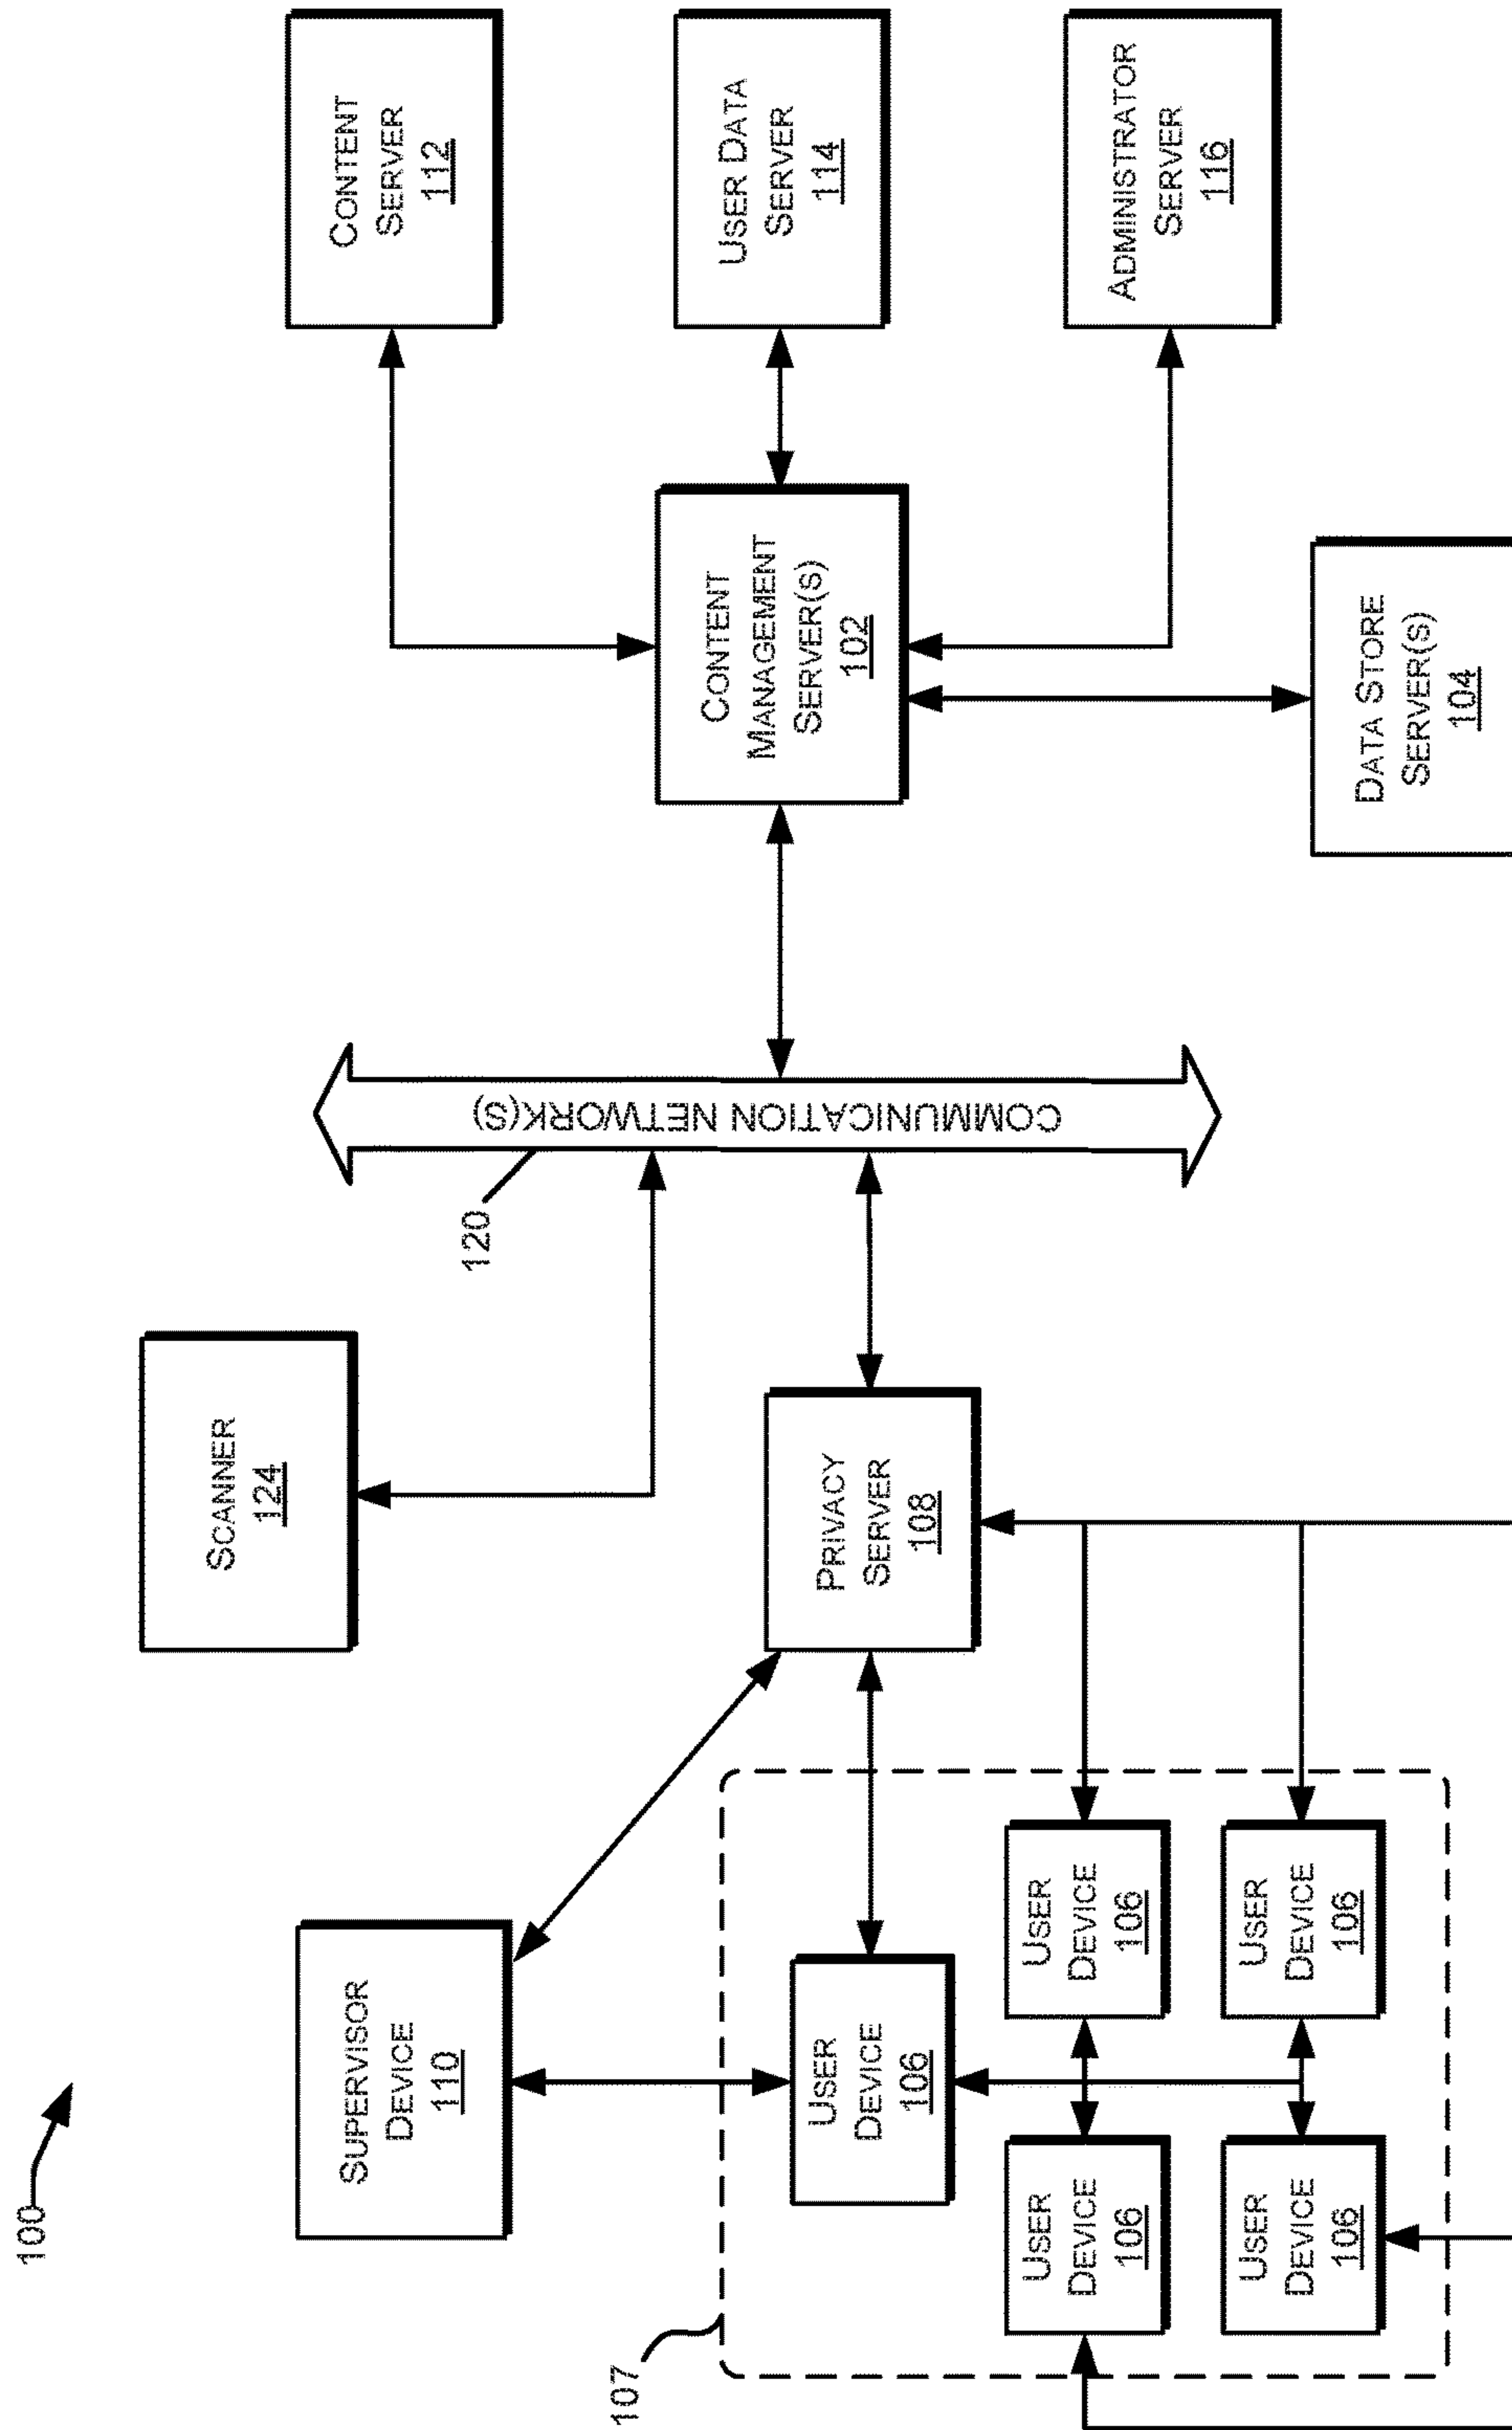 100
SUPERVISOR
DEVICE
110
SCANNER
124
CONTENT
SERVER
112
120
COMMUNICATION NETWORK(S)
CONTENT
MANAGEMENT
SERVER(S)
102
USER DATA
SERVER
114
PRIVACY
SERVER
108
107
USER
DEVICE
106
USER
DEVICE
106
USER
DEVICE
106
USER
DEVICE
106
USER
DEVICE
106
ADMINISTRATOR
SERVER
116
DATA STORE
SERVER(S)
104